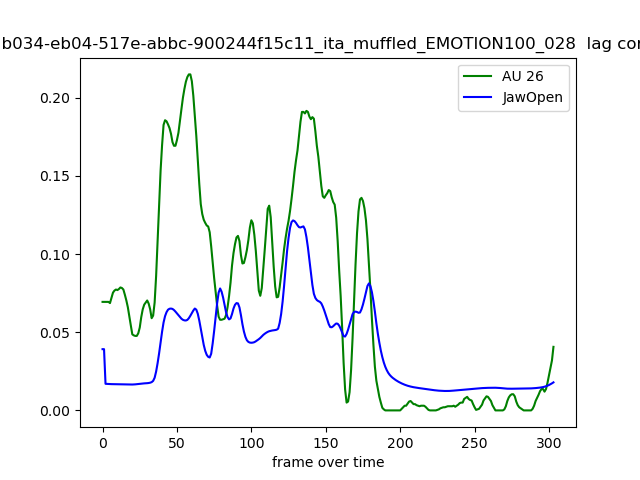 b034-eb04-517e-abbc-900244f15c11_ita_muffled_EMOTION100_028 lag cor
AU 26
JawOpen
0.20
0.15
0.10
0.05
0.00
0 50 100 150 200 250 300
frame over time